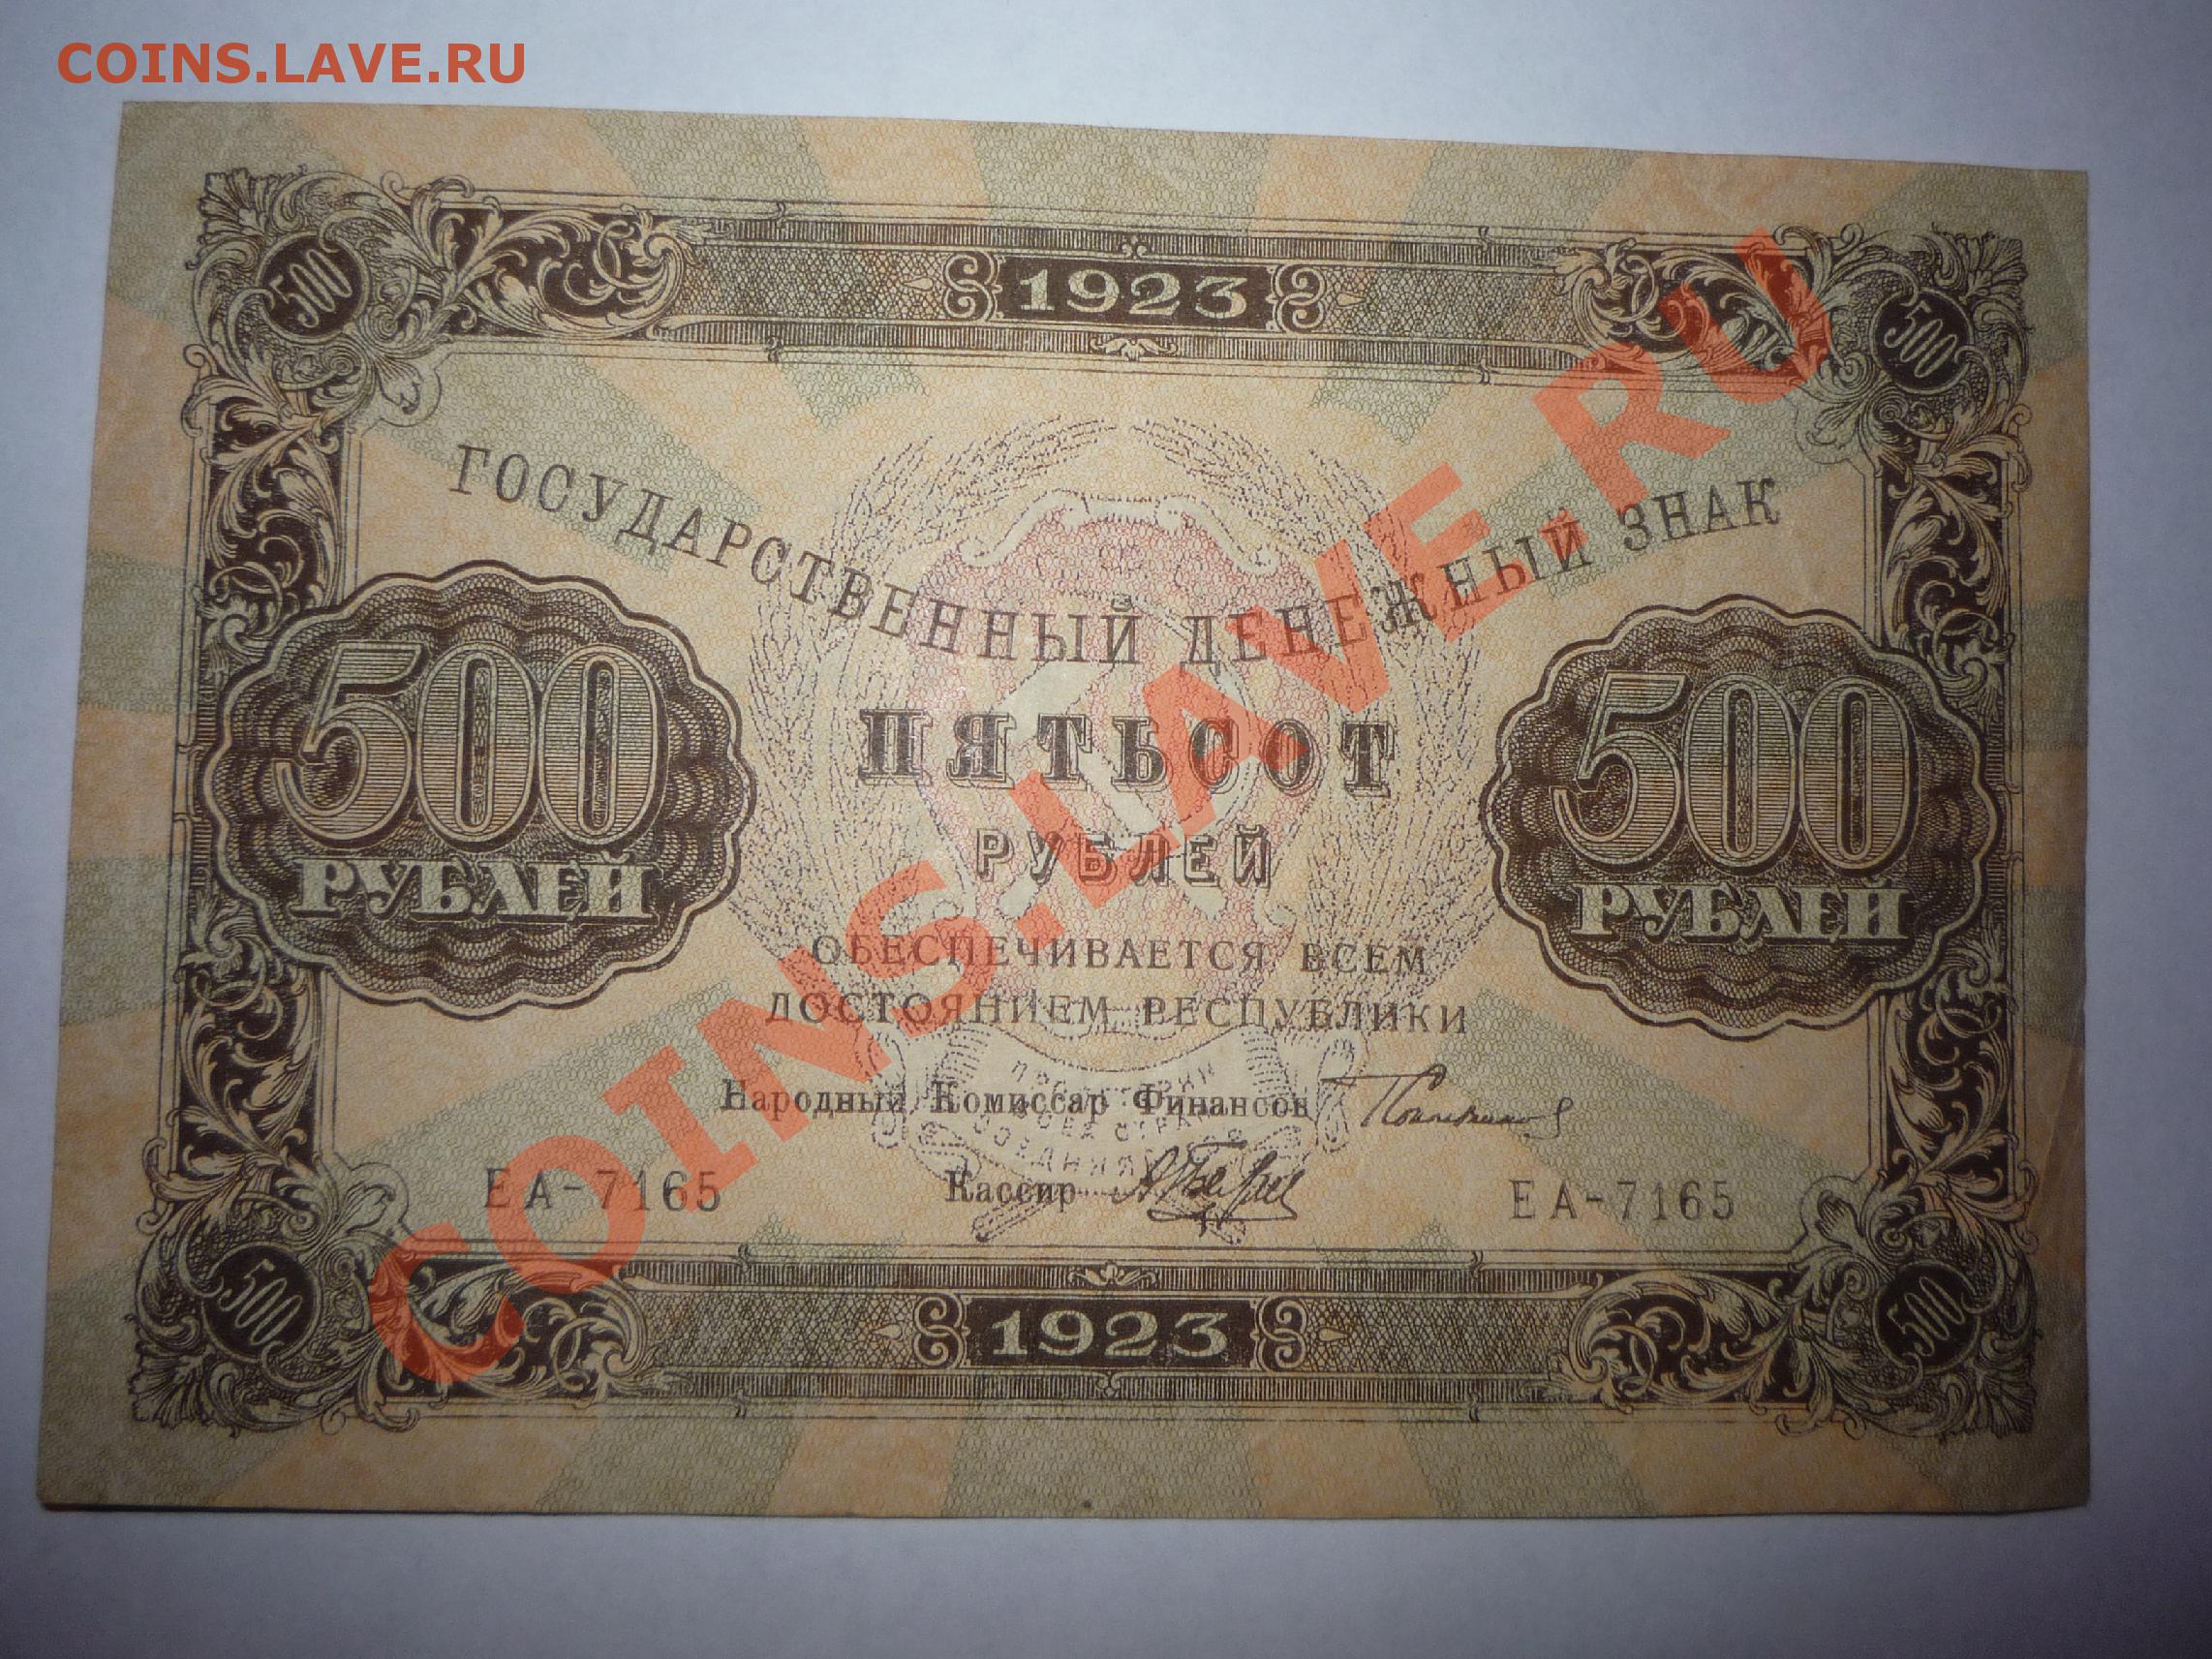 COINS.LAVE.RU
500 1923 500
ГОСУДАРСТВЕННЫЙ ДЕНЕЖНЫЙ ЗНАК
500 РУБЛЕЙ
ПЯТЬСОТ
РУБЛЕЙ
500 РУБЛЕЙ
ОБЕСПЕЧИВАЕТСЯ ВСЕМ
ДОСТОЯНИЕМ РЕСПУБЛИКИ
Народный Комиссар Финансов
ЕА-7165 Кассир ЕА-7165
500 1923 500
COINS.LAVE.RU